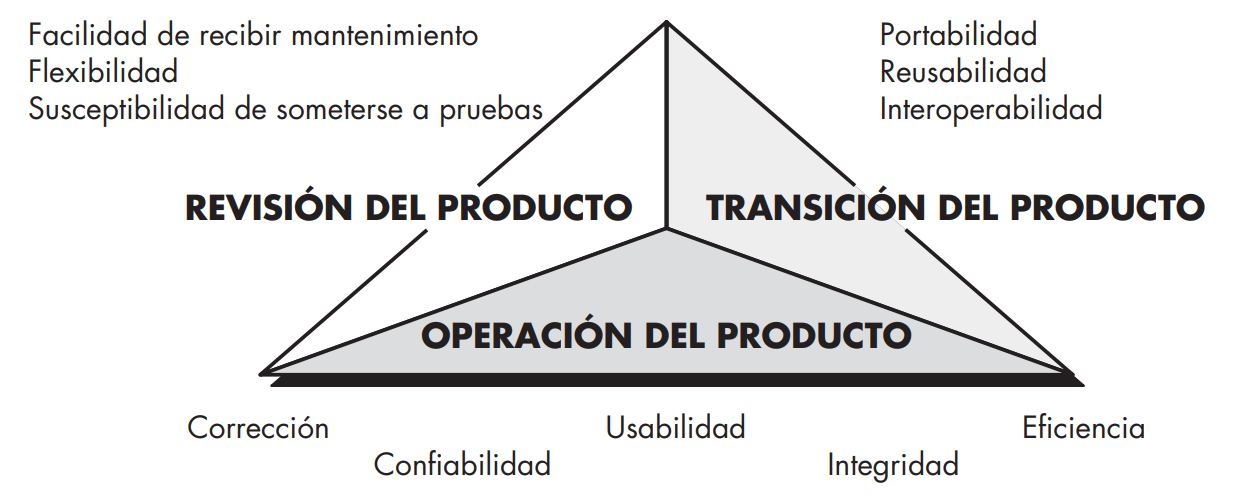 Facilidad de recibir mantenimiento
Flexibilidad
Susceptibilidad de someterse a pruebas
Portabilidad
Reusabilidad
Interoperabilidad
REVISIÓN DEL PRODUCTO
TRANSICIÓN DEL PRODUCTO
OPERACIÓN DEL PRODUCTO
Corrección
Confiabilidad
Usabilidad
Integridad
Eficiencia